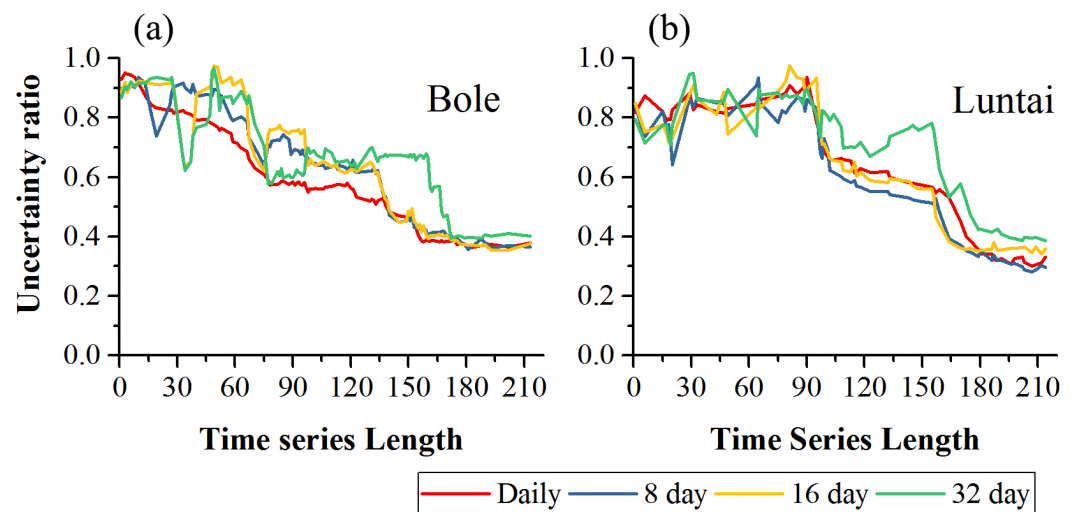 (a)
(b)
Uncertainty ratio
1.0
0.8
0.6
0.4
0.2
0.0
Bole
0 30 60 90 120 150 180 210
Time series Length
1.0
0.8
0.6
0.4
0.2
0.0
Luntai
0 30 60 90 120 150 180 210
Time Series Length
Daily 8 day 16 day 32 day